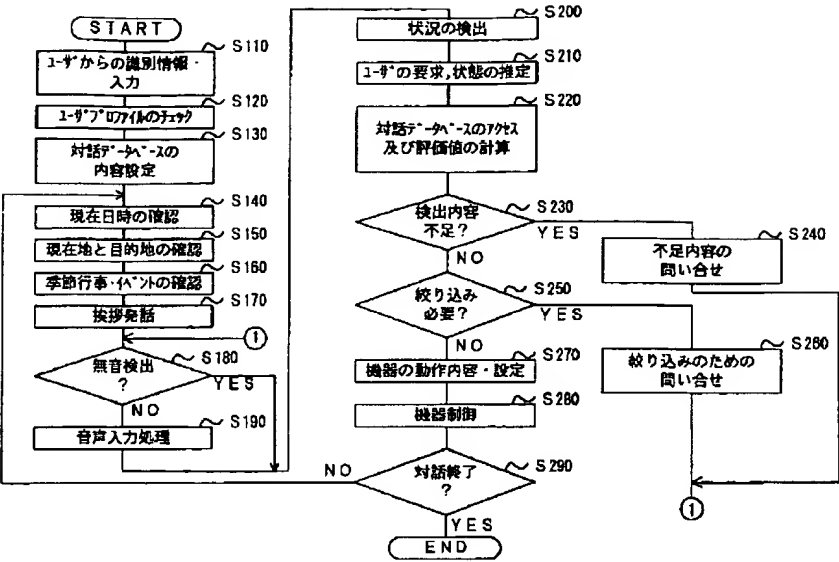 START
S110
ユーザからの識別情報・
入力
S120
ユーザプロファイルのチェック
S130
対話データベースの
内容設定
S140
現在日時の確認
S150
現在地と目的地の確認
S160
季節行事・イベントの確認
S170
挨拶発話
①
S180
無音検出
?
YES
NO
S190
音声入力処理
S200
状況の検出
S210
ユーザの要求,状態の推定
S220
対話データベースのアクセス
及び評価値の計算
S230
検出内容
不足?
YES
NO
S240
不足内容の
問い合せ
S250
絞り込み
必要?
YES
NO
S260
絞り込みのための
問い合せ
S270
機器の動作内容・設定
S280
機器制御
S290
対話終了
?
NO
YES
①
END